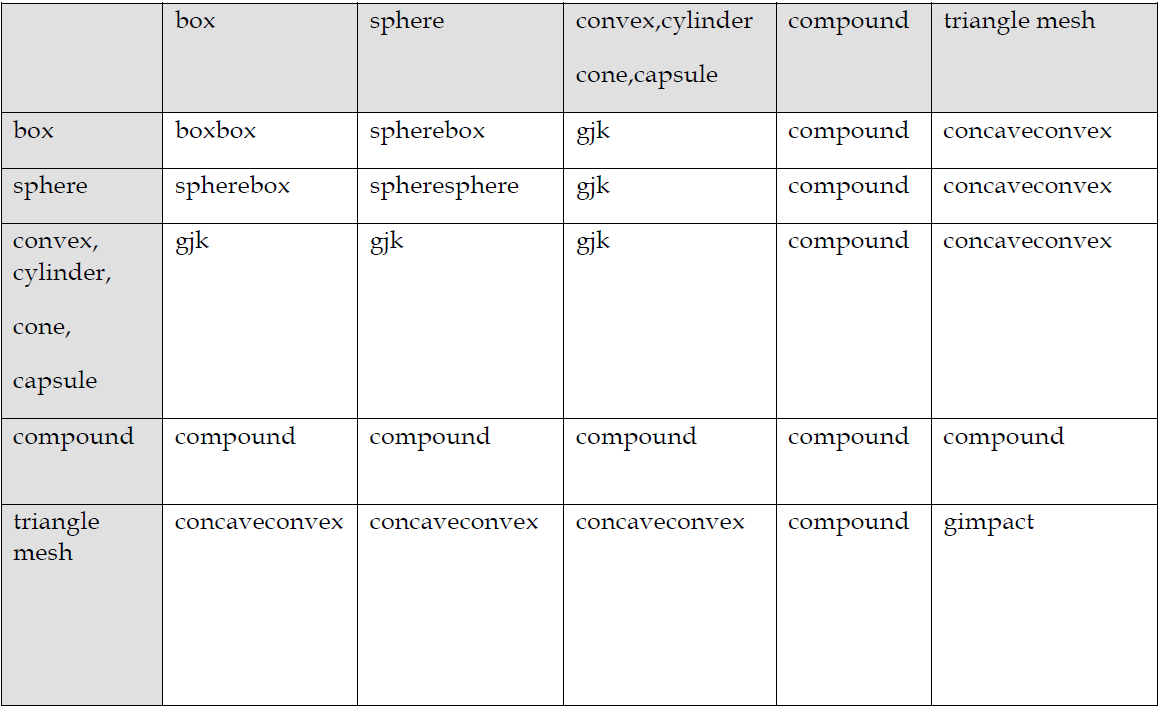 box sphere convex,cylinder compound triangle mesh
cone,capsule
box boxbox spherebox gjk compound concaveconvex
sphere spherebox spheresphere gjk compound concaveconvex
convex, gjk gjk gjk compound concaveconvex
cylinder,
cone,
capsule
compound compound compound compound compound compound
triangle concaveconvex concaveconvex concaveconvex compound gimpact
mesh